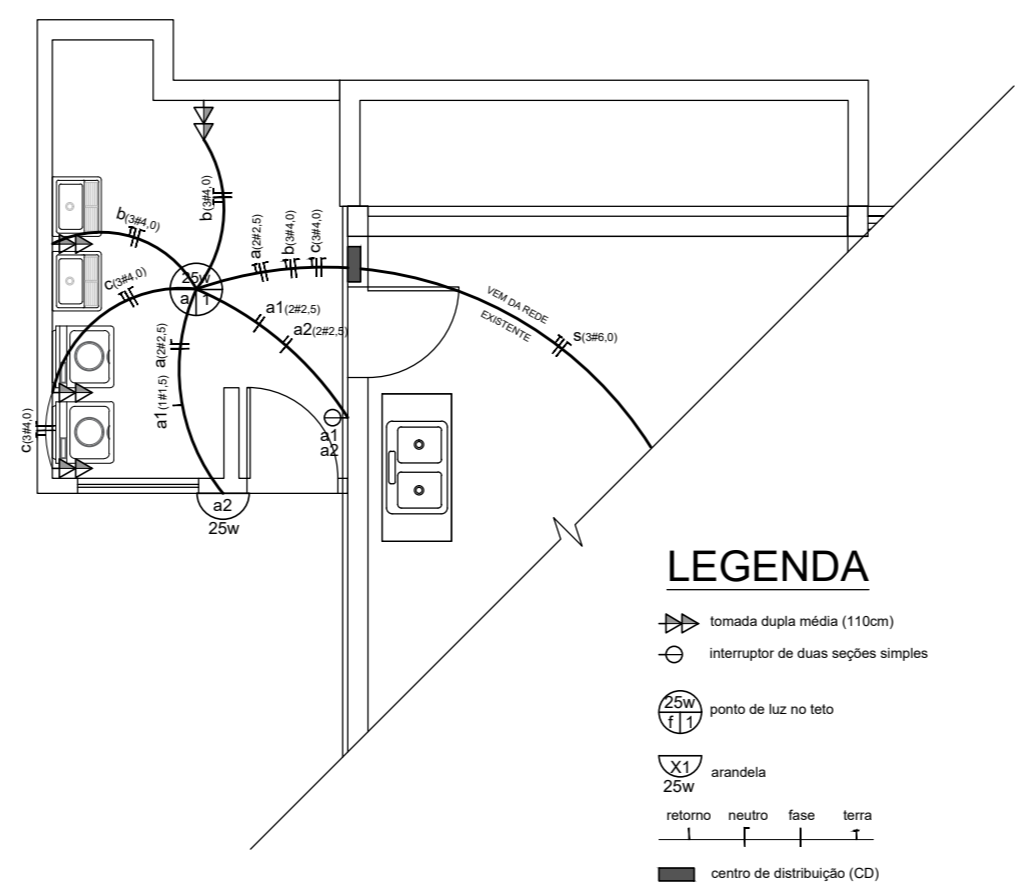 b(3#4,0)
b(3#4,0)
a(2#2,5)
b(3#4,0)
c(3#4,0)
c(3#4,0)
25w
a 1
VEM DA REDE
EXISTENTE
s(3#6,0)
a1(2#2,5)
a2(2#2,5)
a(2#2,5)
a1(1#1,5)
c(3#4,0)
a1
a2
a2
25w
LEGENDA
tomada dupla média (110cm)
interruptor de duas seções simples
25w
f 1
ponto de luz no teto
X1
25w
arandela
retorno neutro fase terra
centro de distribuição (CD)